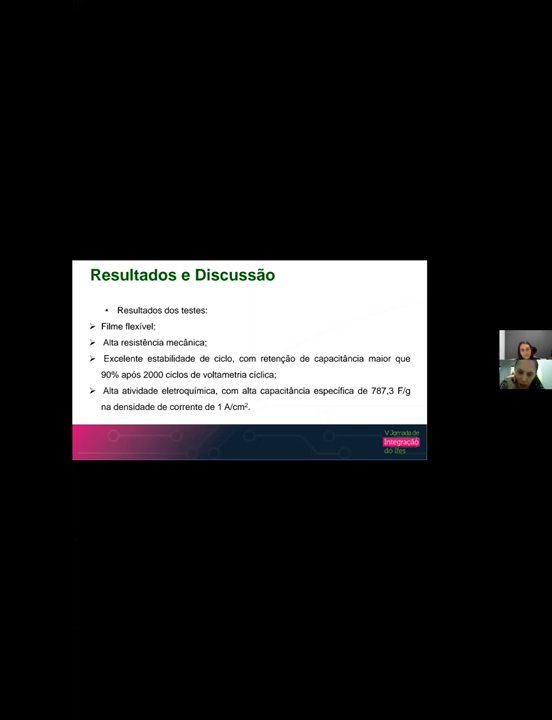 Resultados e Discussão
• Resultados dos testes:
➢ Filme flexível;
➢ Alta resistência mecânica;
➢ Excelente estabilidade de ciclo, com retenção de capacitância maior que
90% após 2000 ciclos de voltametria cíclica;
➢ Alta atividade eletroquímica, com alta capacitância específica de 787,3 F/g
na densidade de corrente de 1 A/cm².
V Jornada de
Integração
do Ifes